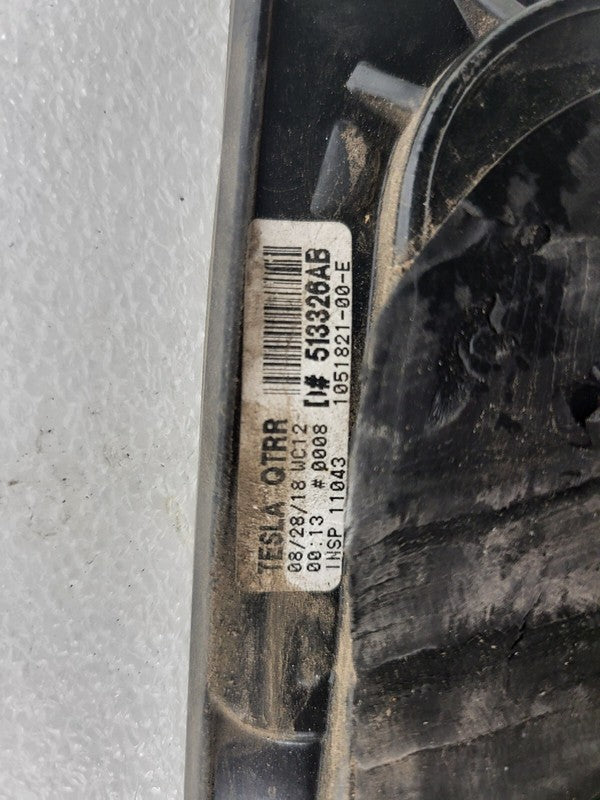 TESLA QTRR
08/28/18 WC12 []# 513326AB
00:13 # 0008 1051821-00-E
INSP 11043